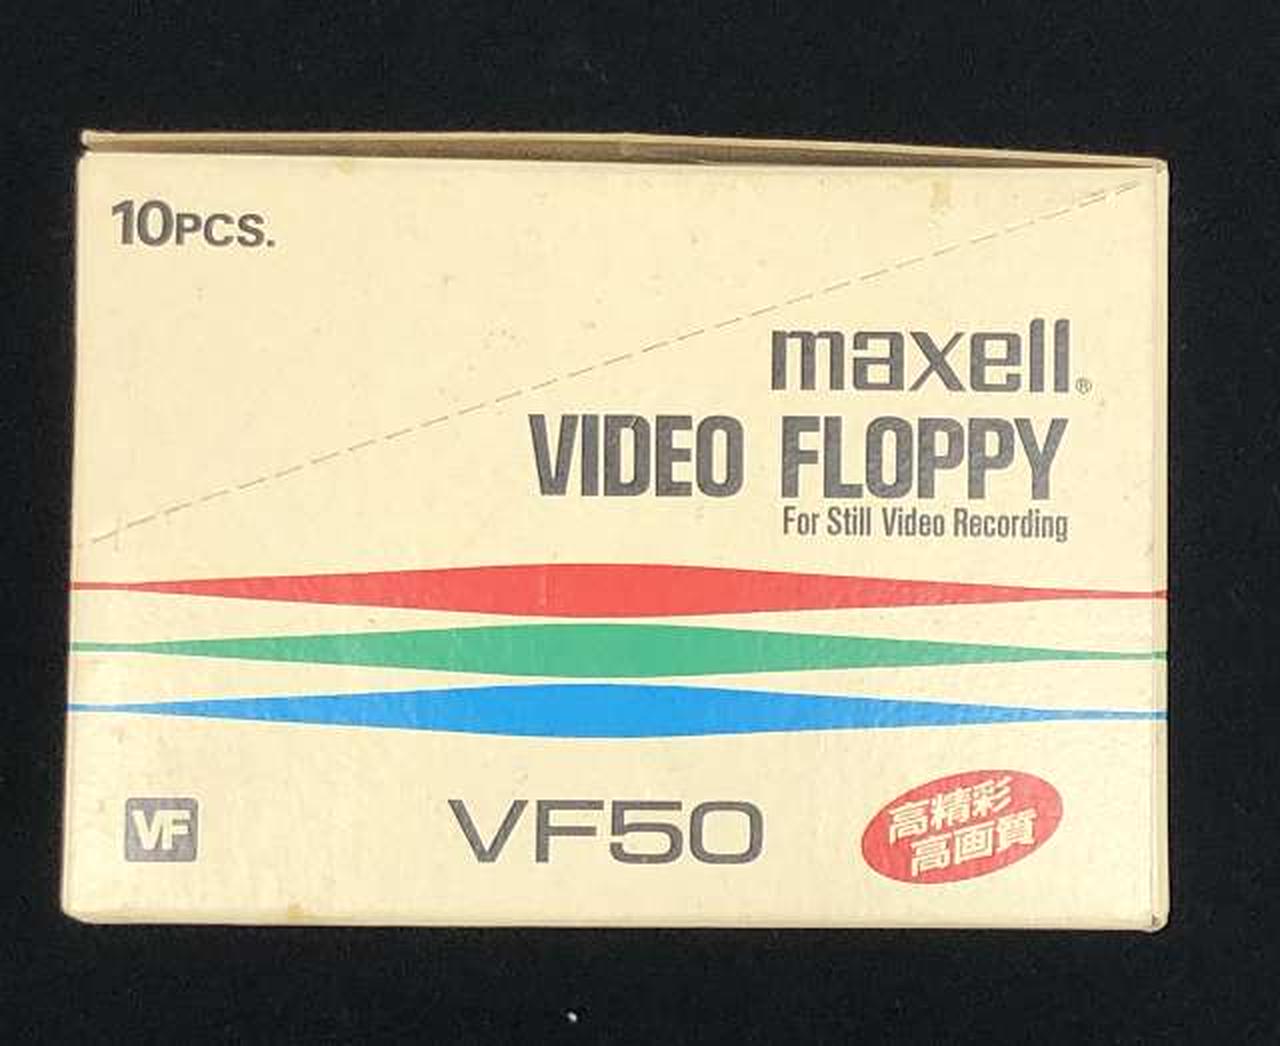 10PCS.
maxell®
VIDEO FLOPPY
For Still Video Recording
VF
VF50
高精彩
高画質